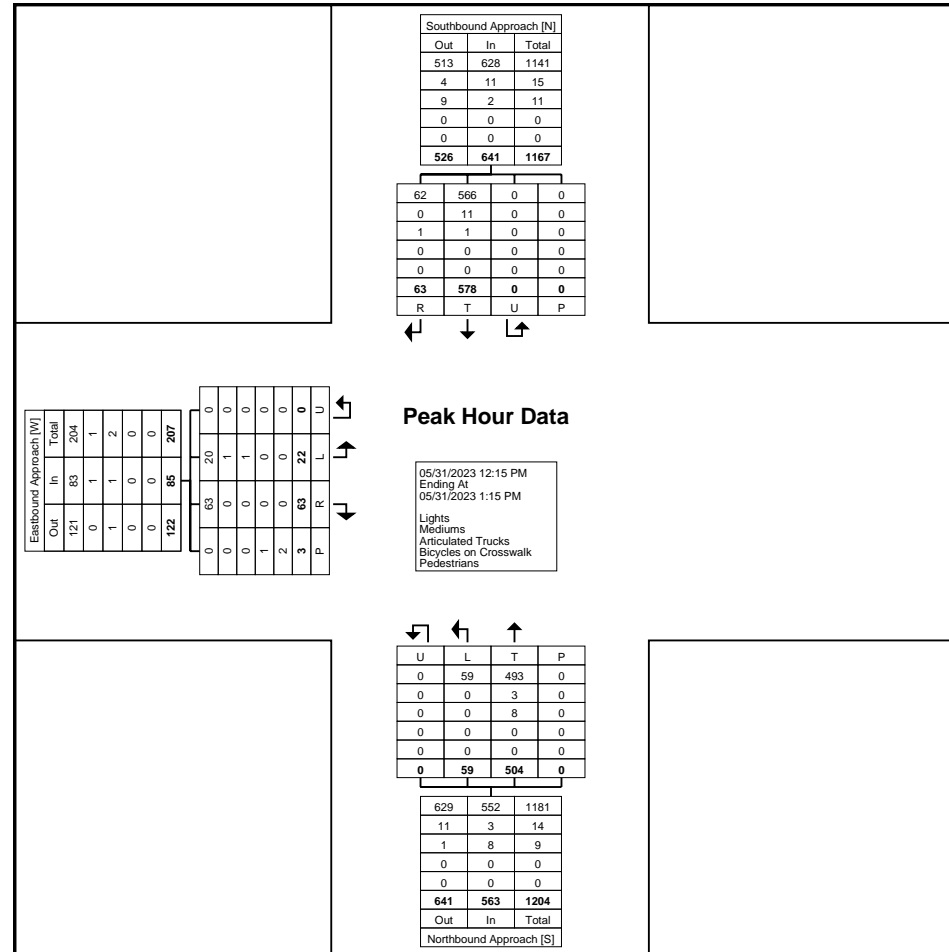 Southbound Approach [N]
Out In Total
513 628 1141
4 11 15
9 2 11
0 0 0
0 0 0
526 641 1167
62 566 0 0
0 11 0 0
1 1 0 0
0 0 0 0
0 0 0 0
63 578 0 0
R T U P
Eastbound Approach [W]
Out In Total
121 83 204
0 1 1
1 1 2
0 0 0
0 0 0
122 85 207
0 63 20 0
0 0 1 0
0 0 1 0
1 0 0 0
2 0 0 0
3 63 22 0
P R L U
Peak Hour Data
05/31/2023 12:15 PM
Ending At
05/31/2023 1:15 PM
Lights
Mediums
Articulated Trucks
Bicycles on Crosswalk
Pedestrians
U L T P
0 59 493 0
0 0 3 0
0 0 8 0
0 0 0 0
0 0 0 0
0 59 504 0
629 552 1181
11 3 14
1 8 9
0 0 0
0 0 0
641 563 1204
Out In Total
Northbound Approach [S]